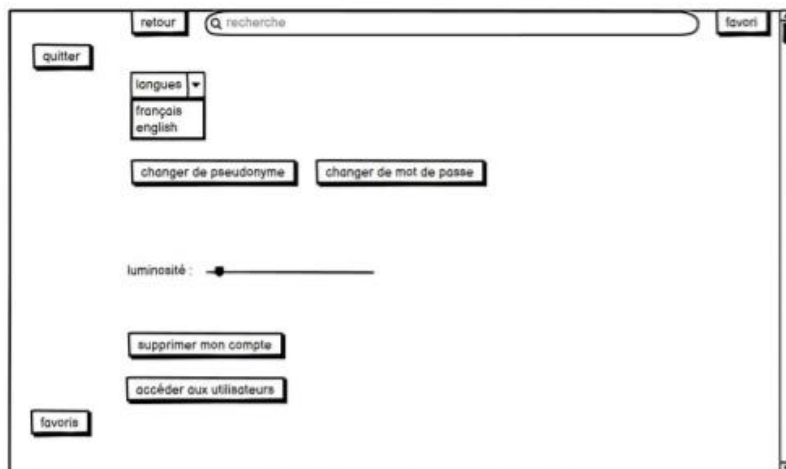 retour
recherche
favori
quitter
langues
français
english
changer de pseudonyme
changer de mot de passe
luminosité :
supprimer mon compte
accéder aux utilisateurs
favoris